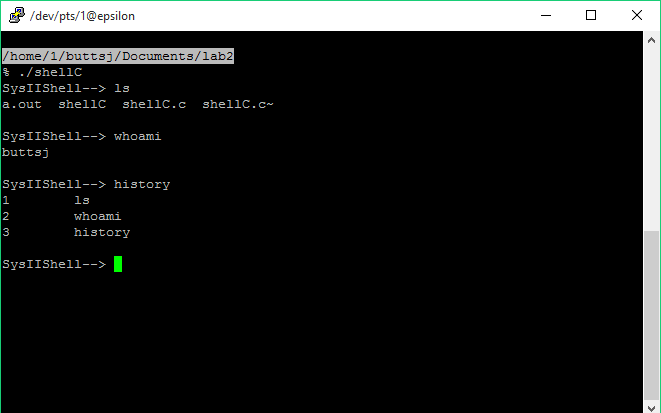 /dev/pts/1@epsilon
/home/1/buttsj/Documents/lab2
% ./shellC
SysIIShell--> ls
a.out  shellC  shellC.c  shellC.c~
SysIIShell--> whoami
buttsj
SysIIShell--> history
1        ls
2        whoami
3        history
SysIIShell-->